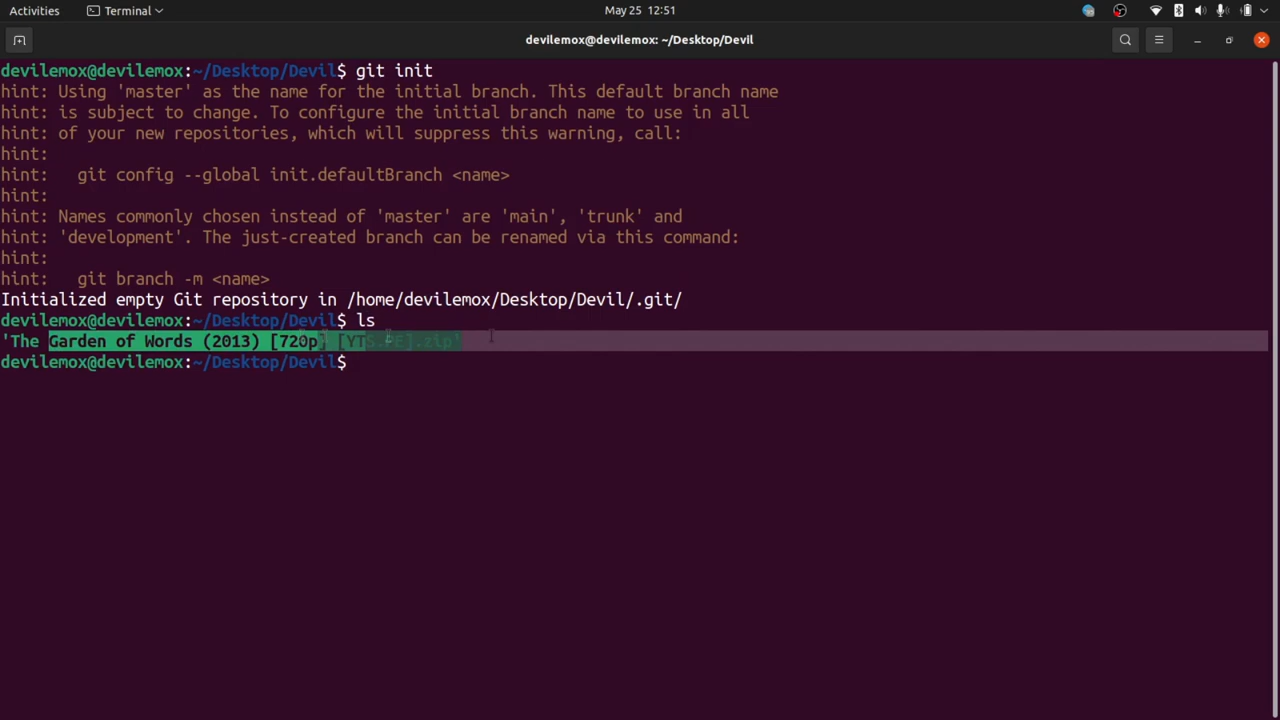 Activities
Terminal
May 25 12:51
devilemox@devilemox: ~/Desktop/Devil
devilemox@devilemox:~/Desktop/Devil$ git init
hint: Using 'master' as the name for the initial branch. This default branch name
hint: is subject to change. To configure the initial branch name to use in all
hint: of your new repositories, which will suppress this warning, call:
hint:
hint:   git config --global init.defaultBranch <name>
hint:
hint: Names commonly chosen instead of 'master' are 'main', 'trunk' and
hint: 'development'. The just-created branch can be renamed via this command:
hint:
hint:   git branch -m <name>
Initialized empty Git repository in /home/devilemox/Desktop/Devil/.git/
devilemox@devilemox:~/Desktop/Devil$ ls
'The Garden of Words (2013) [720p] [YTS.PE].zip'
devilemox@devilemox:~/Desktop/Devil$